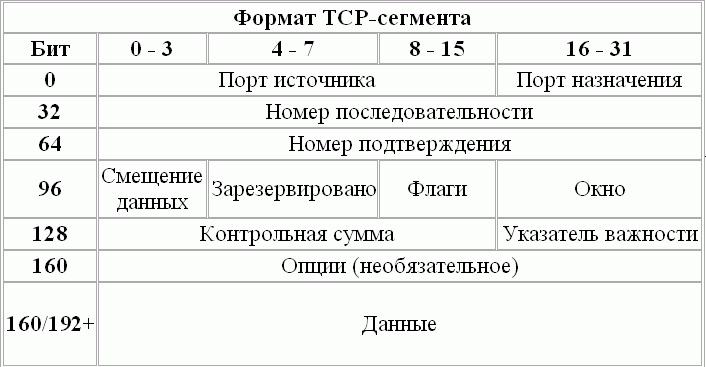 Формат TCP-сегмента
Бит 0 - 3 4 - 7 8 - 15 16 - 31
0 Порт источника Порт назначения
32 Номер последовательности
64 Номер подтверждения
96 Смещение данных Зарезервировано Флаги Окно
128 Контрольная сумма Указатель важности
160 Опции (необязательное)
160/192+ Данные